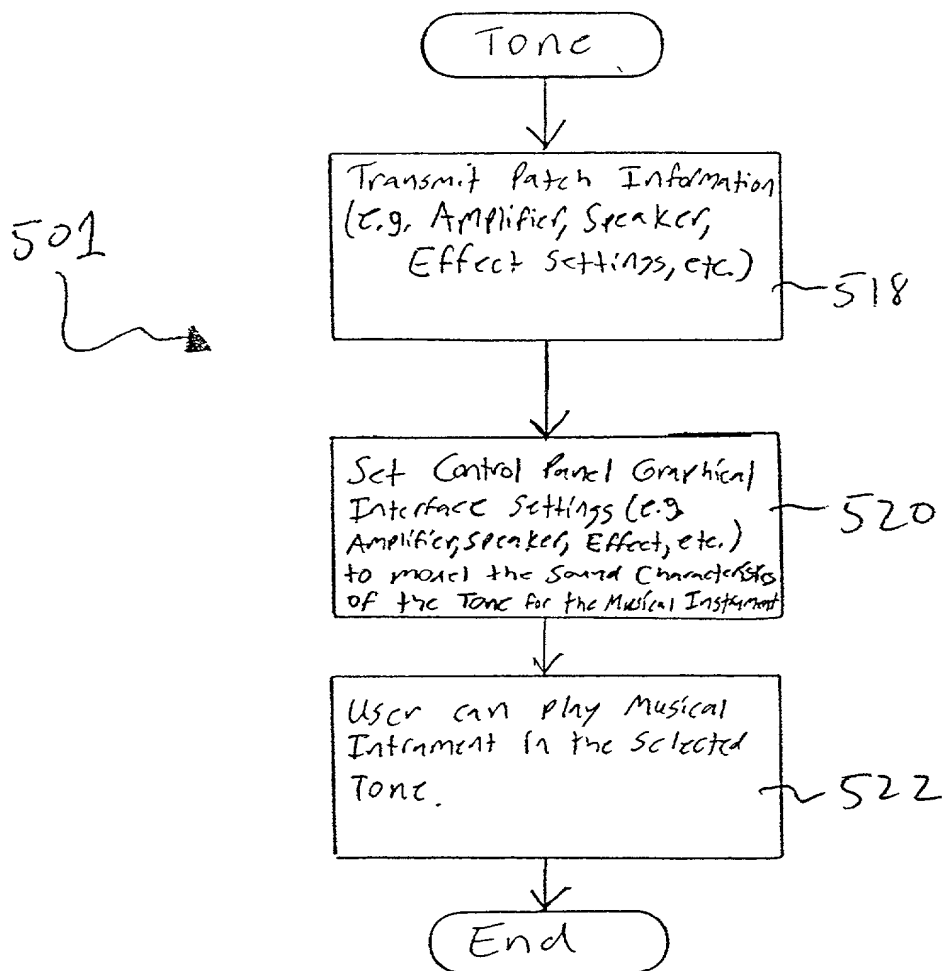 Tone
Transmit Patch Information
(e.g. Amplifier, Speaker,
Effect Settings, etc.)
501
518
Set Control Panel Graphical
Interface Settings (e.g.
Amplifier, Speaker, Effect, etc.)
to model the Sound Characteristics
of the Tone for the Musical Instrument
520
User can play Musical
Intrument in the selected
Tone.
522
End